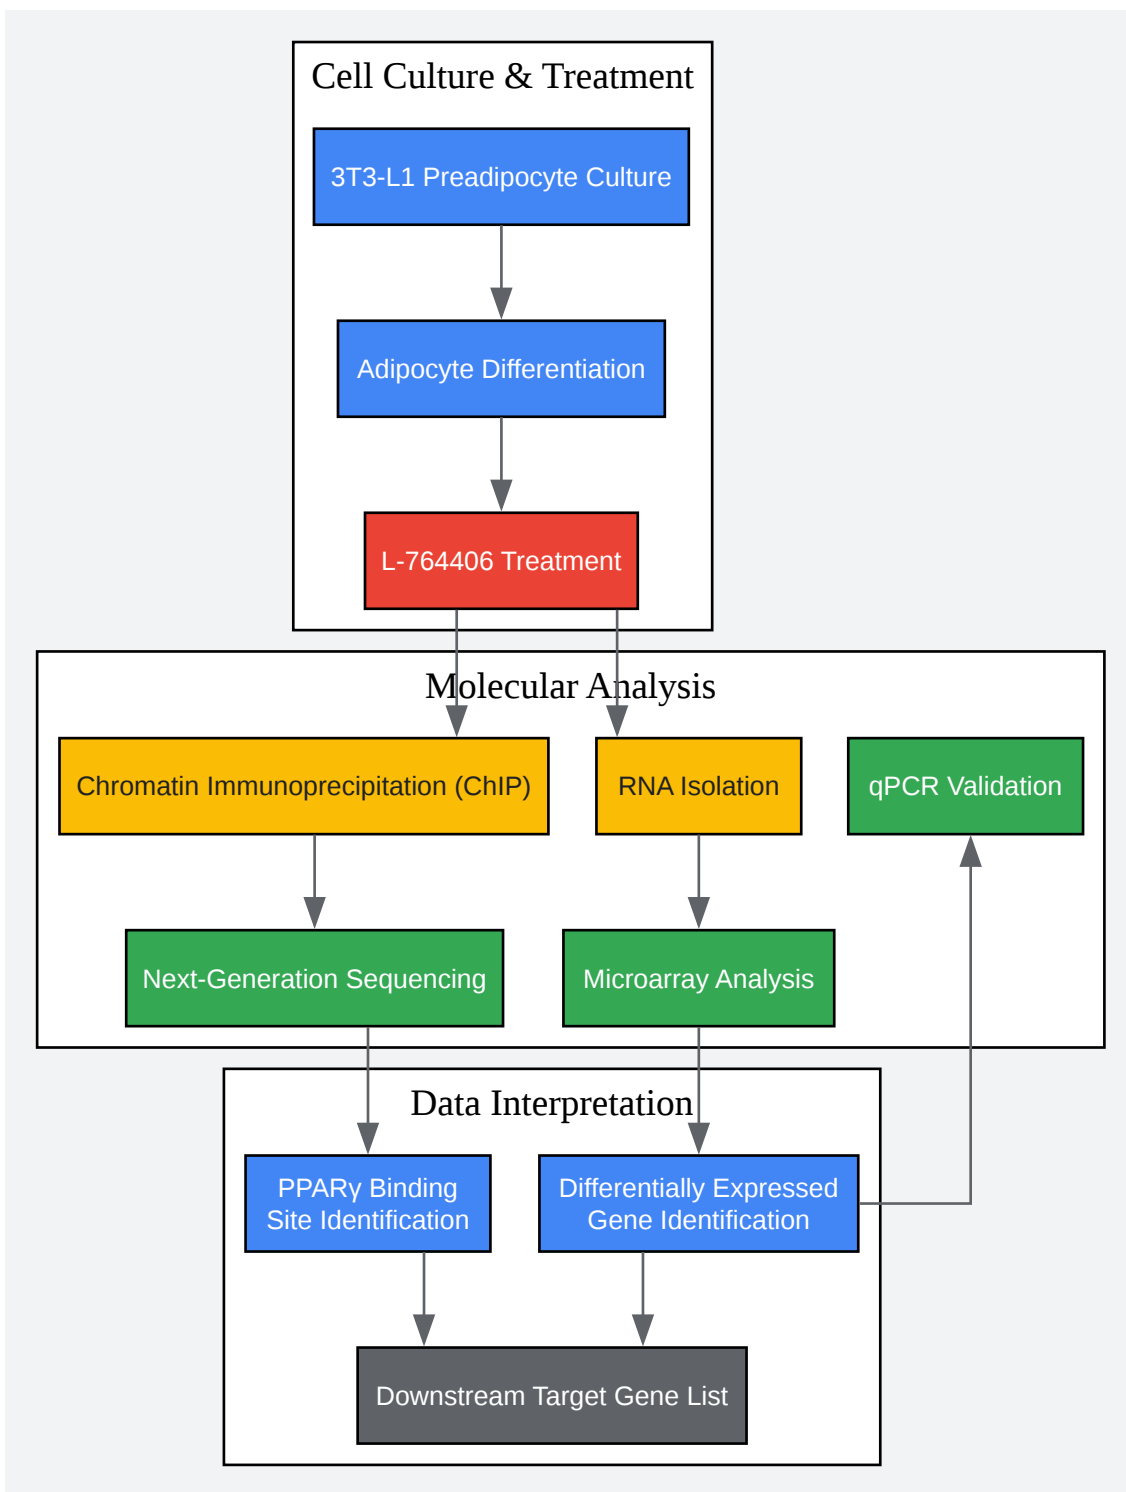 Cell Culture & Treatment
3T3-L1 Preadipocyte Culture
Adipocyte Differentiation
L-764406 Treatment
Molecular Analysis
Chromatin Immunoprecipitation (ChIP)
RNA Isolation
qPCR Validation
Next-Generation Sequencing
Microarray Analysis
Data Interpretation
PPARγ Binding
Site Identification
Differentially Expressed
Gene Identification
Downstream Target Gene List